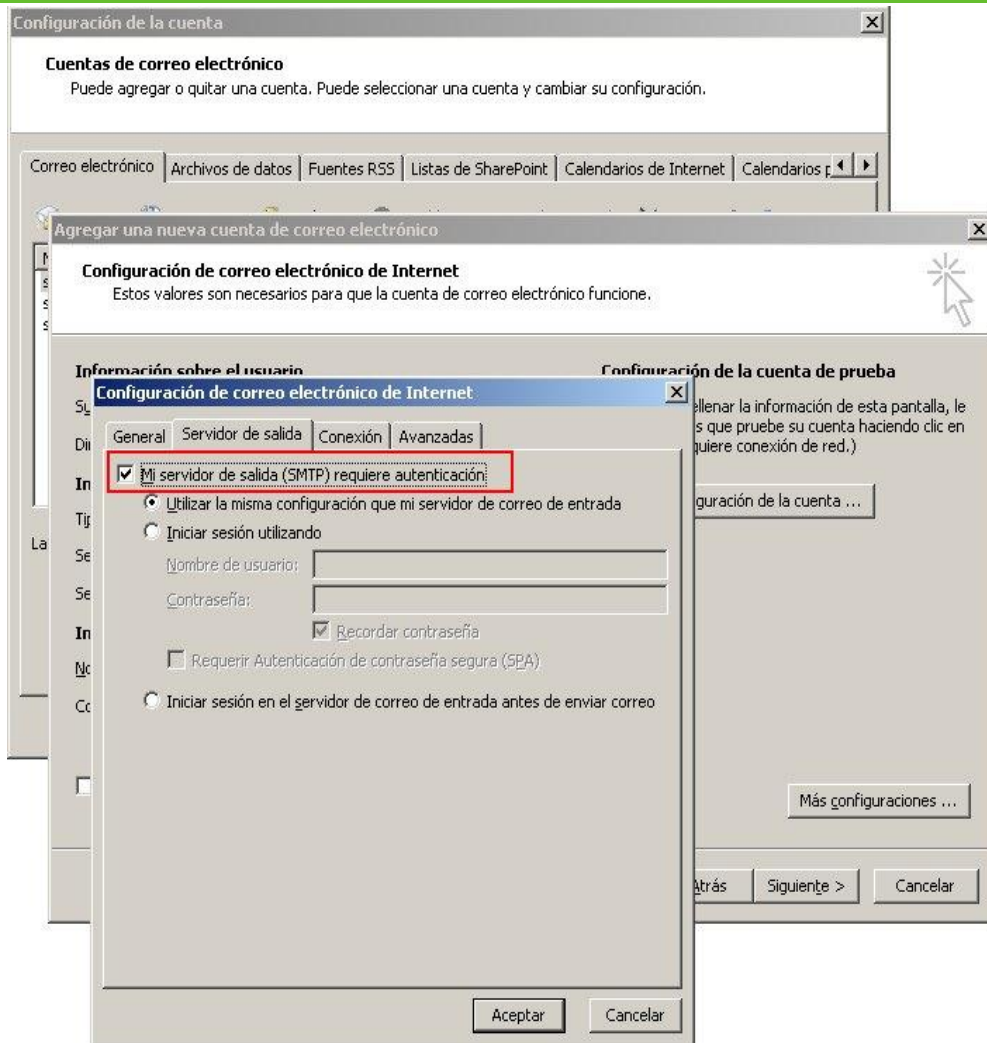 Configuración de la cuenta
Cuentas de correo electrónico
Puede agregar o quitar una cuenta. Puede seleccionar una cuenta y cambiar su configuración.
Correo electrónico Archivos de datos Fuentes RSS Listas de SharePoint Calendarios de Internet Calendarios
Agregar una nueva cuenta de correo electrónico
Configuración de correo electrónico de Internet
Estos valores son necesarios para que la cuenta de correo electrónico funcione.
Información sobre el usuario
Configuración de la cuenta de prueba
ellenar la información de esta pantalla, le
s que pruebe su cuenta haciendo clic en
quiere conexión de red.)
guración de la cuenta ...
Configuración de correo electrónico de Internet
General Servidor de salida Conexión Avanzadas
Mi servidor de salida (SMTP) requiere autenticación
Utilizar la misma configuración que mi servidor de correo de entrada
Iniciar sesión utilizando
Nombre de usuario:
Contraseña:
Recordar contraseña
Requerir Autenticación de contraseña segura (SPA)
Iniciar sesión en el servidor de correo de entrada antes de enviar correo
Más configuraciones ...
Atrás Siguiente > Cancelar
Aceptar Cancelar